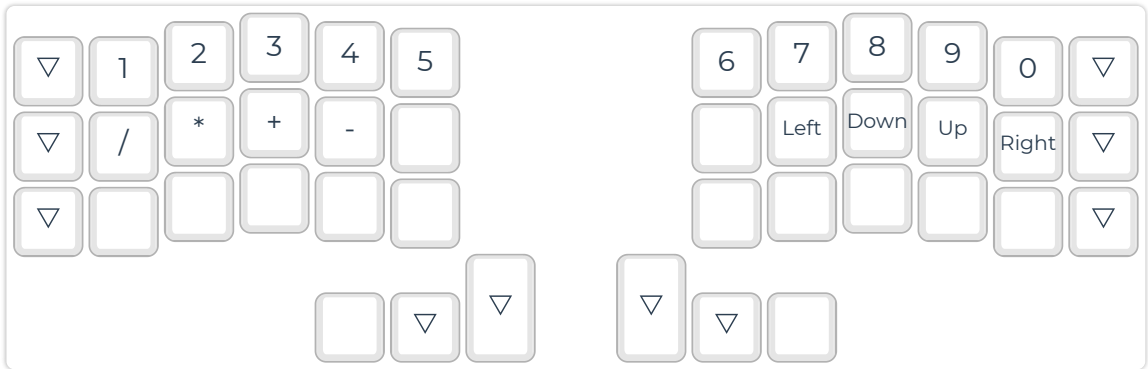 ▽ 1 2 3 4 5 6 7 8 9 0 ▽
▽ / * + - Left Down Up Right ▽
▽ ▽
▽ ▽ ▽ ▽